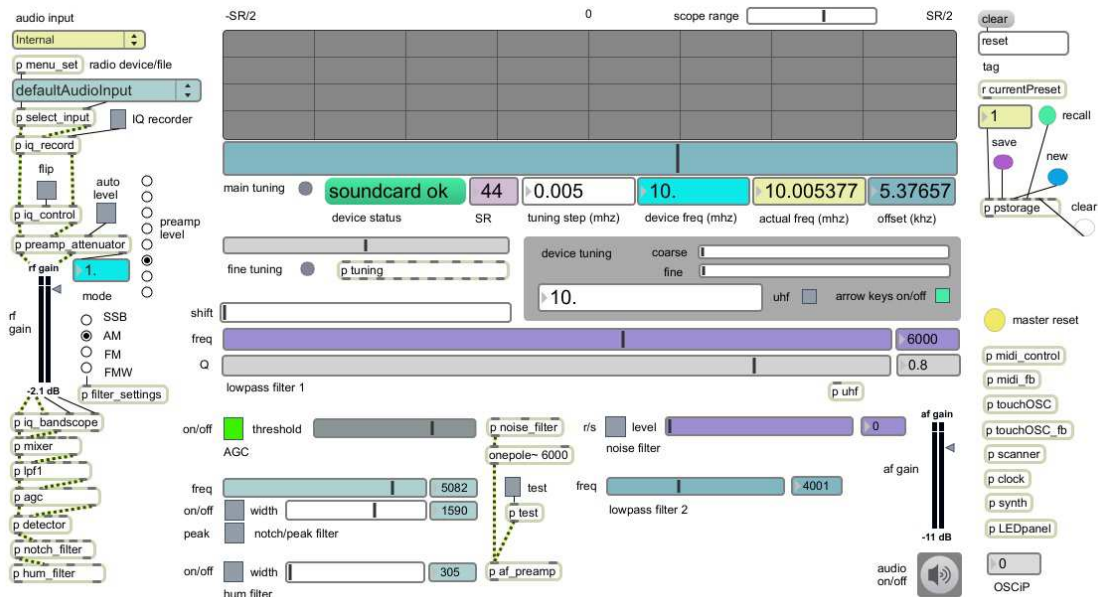 audio input
Internal
p menu_set
radio device/file
defaultAudioInput
p select_input
IQ recorder
p iq_record
flip
auto
level
p iq_control
preamp
level
p preamp_attenuator
rf gain
1.
rf
gain
mode
SSB
AM
FM
FMW
-2.1 dB
p filter_settings
p iq_bandscope
p mixer
p lpf1
p agc
p detector
p notch_filter
p hum_filter
-SR/2
0
scope range
SR/2
main tuning
soundcard ok
44
0.005
10.
10.005377
5.37657
device status
SR
tuning step (mhz)
device freq (mhz)
actual freq (mhz)
offset (khz)
fine tuning
p tuning
device tuning
coarse
fine
10.
uhf
arrow keys on/off
shift
freq
6000
Q
0.8
lowpass filter 1
p uhf
on/off
threshold
AGC
p noise_filter
r/s
level
0
noise filter
onepole~ 6000
freq
5082
on/off
width
1590
peak
notch/peak filter
test
p test
freq
4001
lowpass filter 2
on/off
width
305
hum filter
p af_preamp
af gain
af gain
-11 dB
audio
on/off
clear
reset
tag
r currentPreset
1
recall
save
new
p pstorage
clear
master reset
p midi_control
p midi_fb
p touchOSC
p touchOSC_fb
p scanner
p clock
p synth
p LEDpanel
0
OSCiP